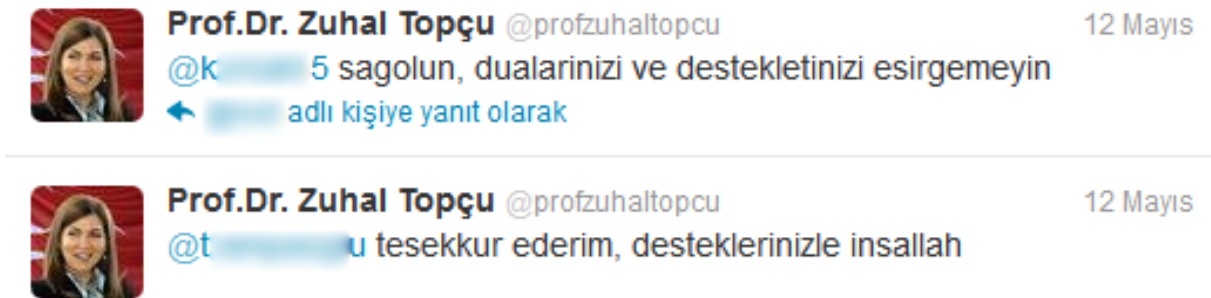 Prof.Dr. Zuhal Topçu @profzuhaltopcu 12 Mayıs
@k 5 sagolun, dualarinizi ve destekletinizi esirgemeyin
adlı kişiye yanıt olarak
Prof.Dr. Zuhal Topçu @profzuhaltopcu 12 Mayıs
@t u tesekkur ederim, desteklerinizle insallah